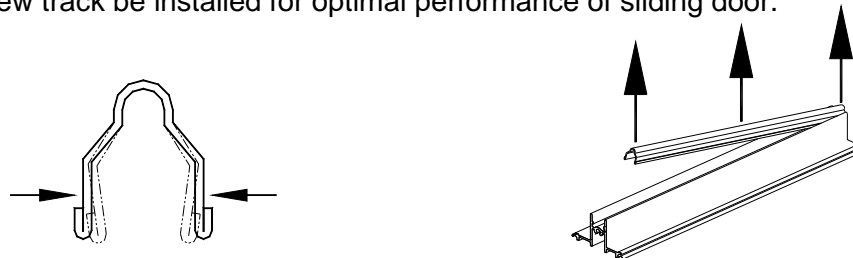 ew track be installed for optimal performance of sliding door.